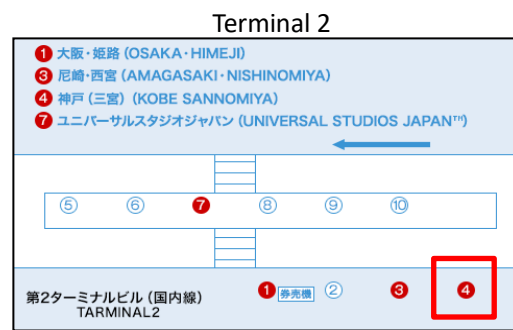 Terminal 2
1 大阪・姫路 (OSAKA・HIMEJI)
3 尼崎・西宮 (AMAGASAKI・NISHINOMIYA)
4 神戸 (三宮) (KOBE SANNOMIYA)
7 ユニバーサルスタジオジャパン (UNIVERSAL STUDIOS JAPAN™)
⑤ ⑥ 7 ⑧ ⑨ ⑩
1 券売機 ② 3 4
第2ターミナルビル (国内線)
TARMINAL2